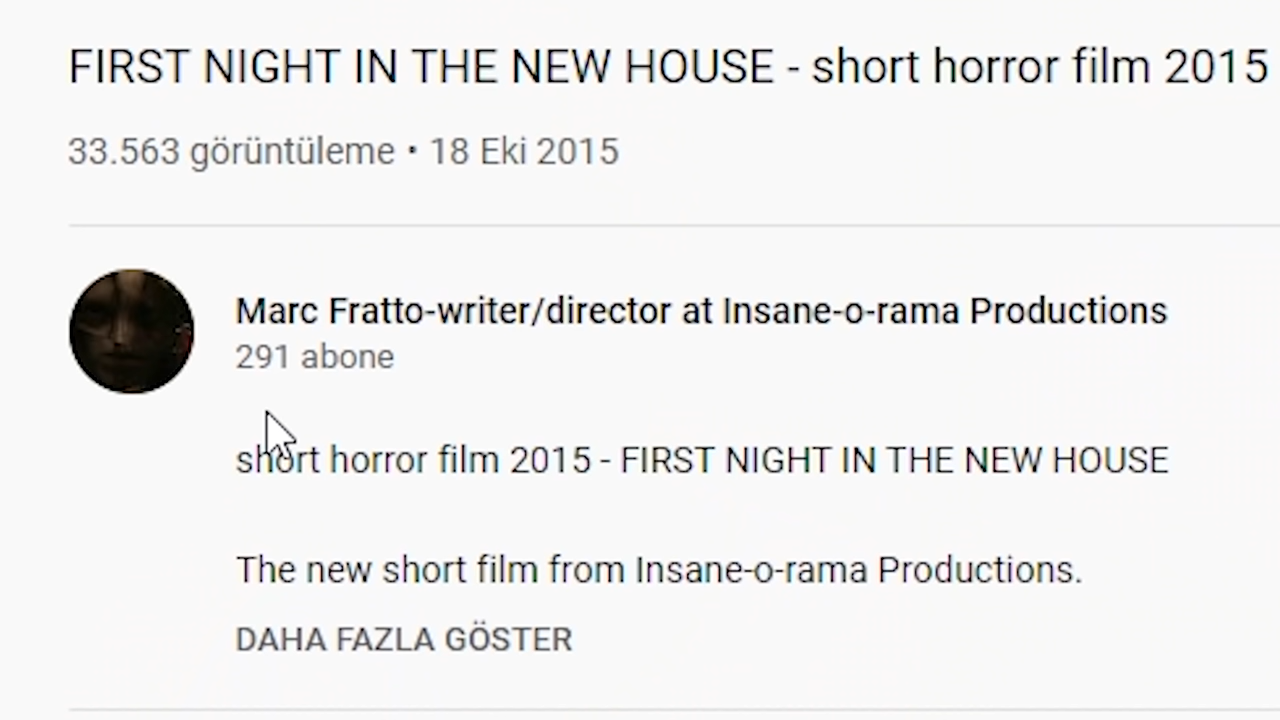 FIRST NIGHT IN THE NEW HOUSE - short horror film 2015
33.563 görüntüleme • 18 Eki 2015
Marc Fratto-writer/director at Insane-o-rama Productions
291 abone
short horror film 2015 - FIRST NIGHT IN THE NEW HOUSE
The new short film from Insane-o-rama Productions.
DAHA FAZLA GÖSTER